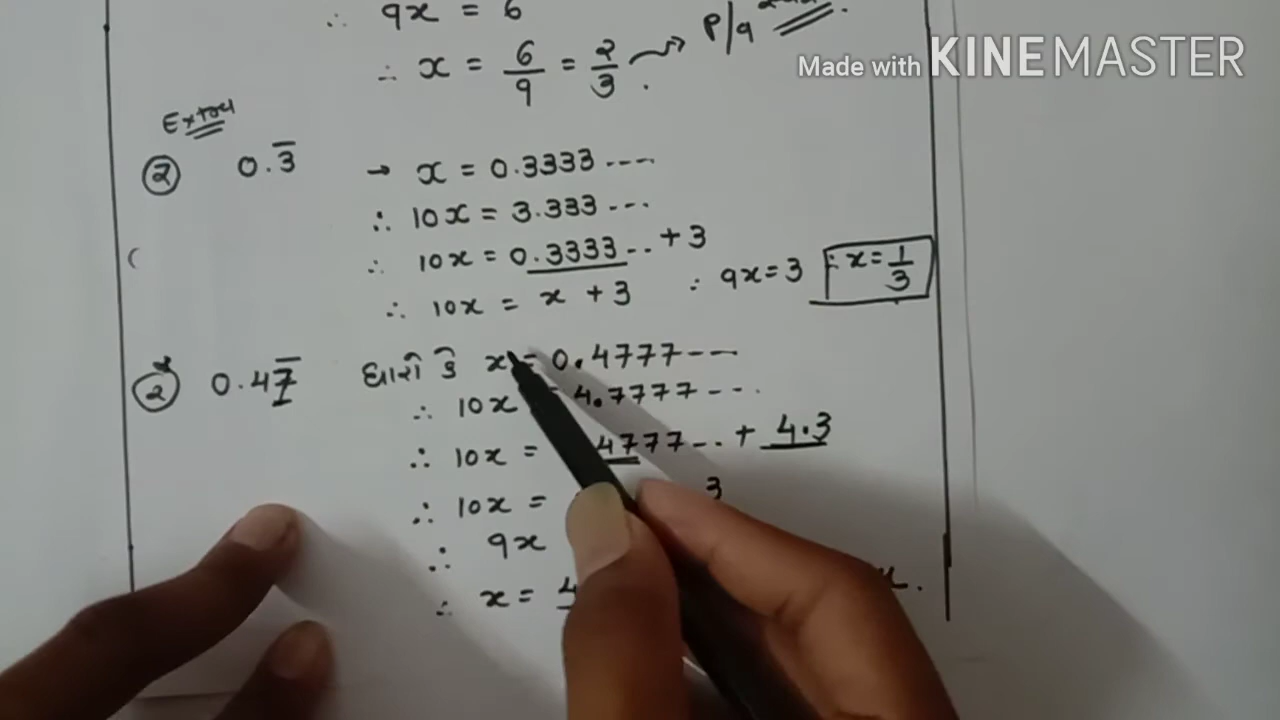 ∴ 9x = 6
Made with KINEMASTER
∴ x = 6/9 = 2/3 → P/q
② 0.3̅ → x = 0.3333 ----
∴ 10x = 3.333 ---
∴ 10x = 0.3333.. + 3
∴ 10x = x + 3 ∴ 9x = 3 ∴ x = 1/3
② 0.47̅ ધારો કે x = 0.4777---
∴ 10x = 4.7777---
∴ 10x = 4777... + 4.3
∴ 10x = 3
∴ 9x
∴ x = 4